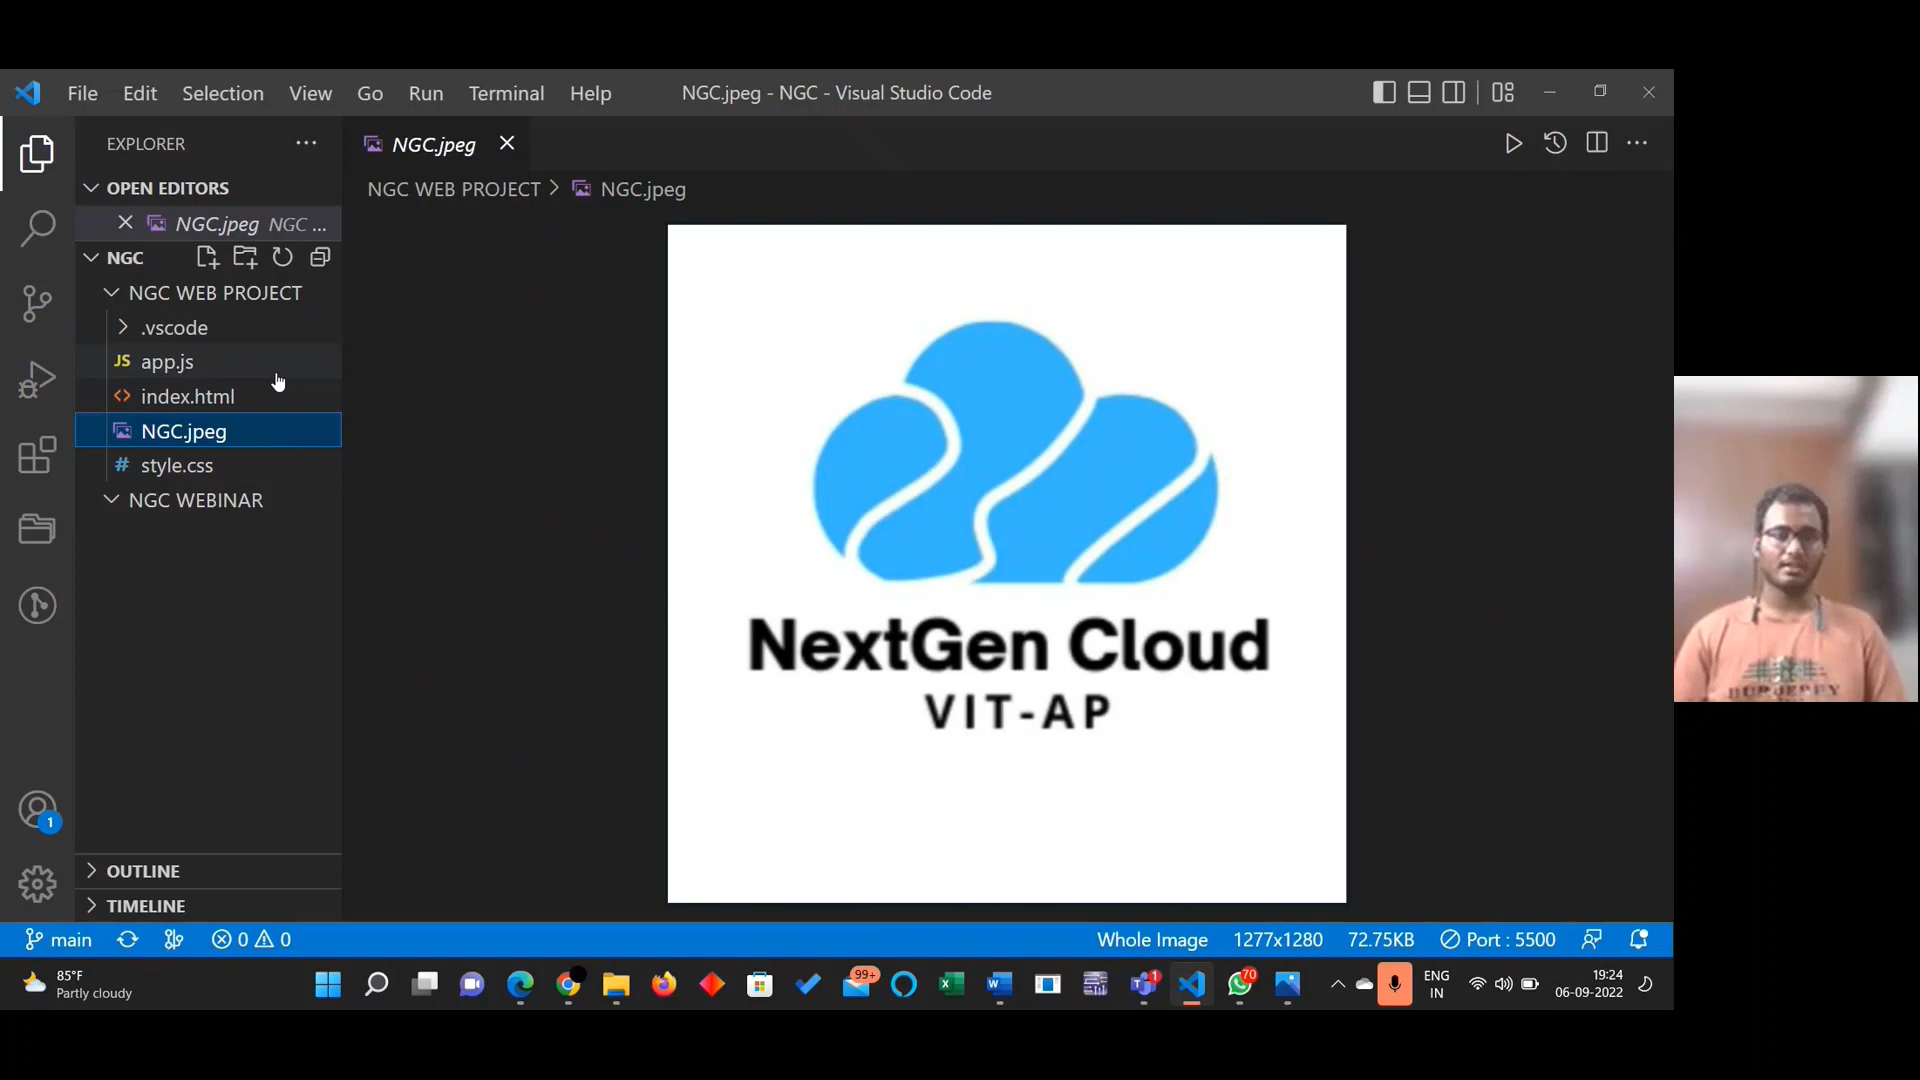 File Edit Selection View Go Run Terminal Help NGC.jpeg - NGC - Visual Studio Code
EXPLORER
NGC.jpeg
OPEN EDITORS
NGC WEB PROJECT > NGC.jpeg
NGC.jpeg NGC ...
NGC
NGC WEB PROJECT
.vscode
JS app.js
<> index.html
NGC.jpeg
# style.css
NGC WEBINAR
NextGen Cloud
VIT-AP
BURBERRY
1
OUTLINE
TIMELINE
main 0 0 Whole Image 1277x1280 72.75KB Port : 5500
85°F
Partly cloudy
99+
1
70
ENG
IN
19:24
06-09-2022